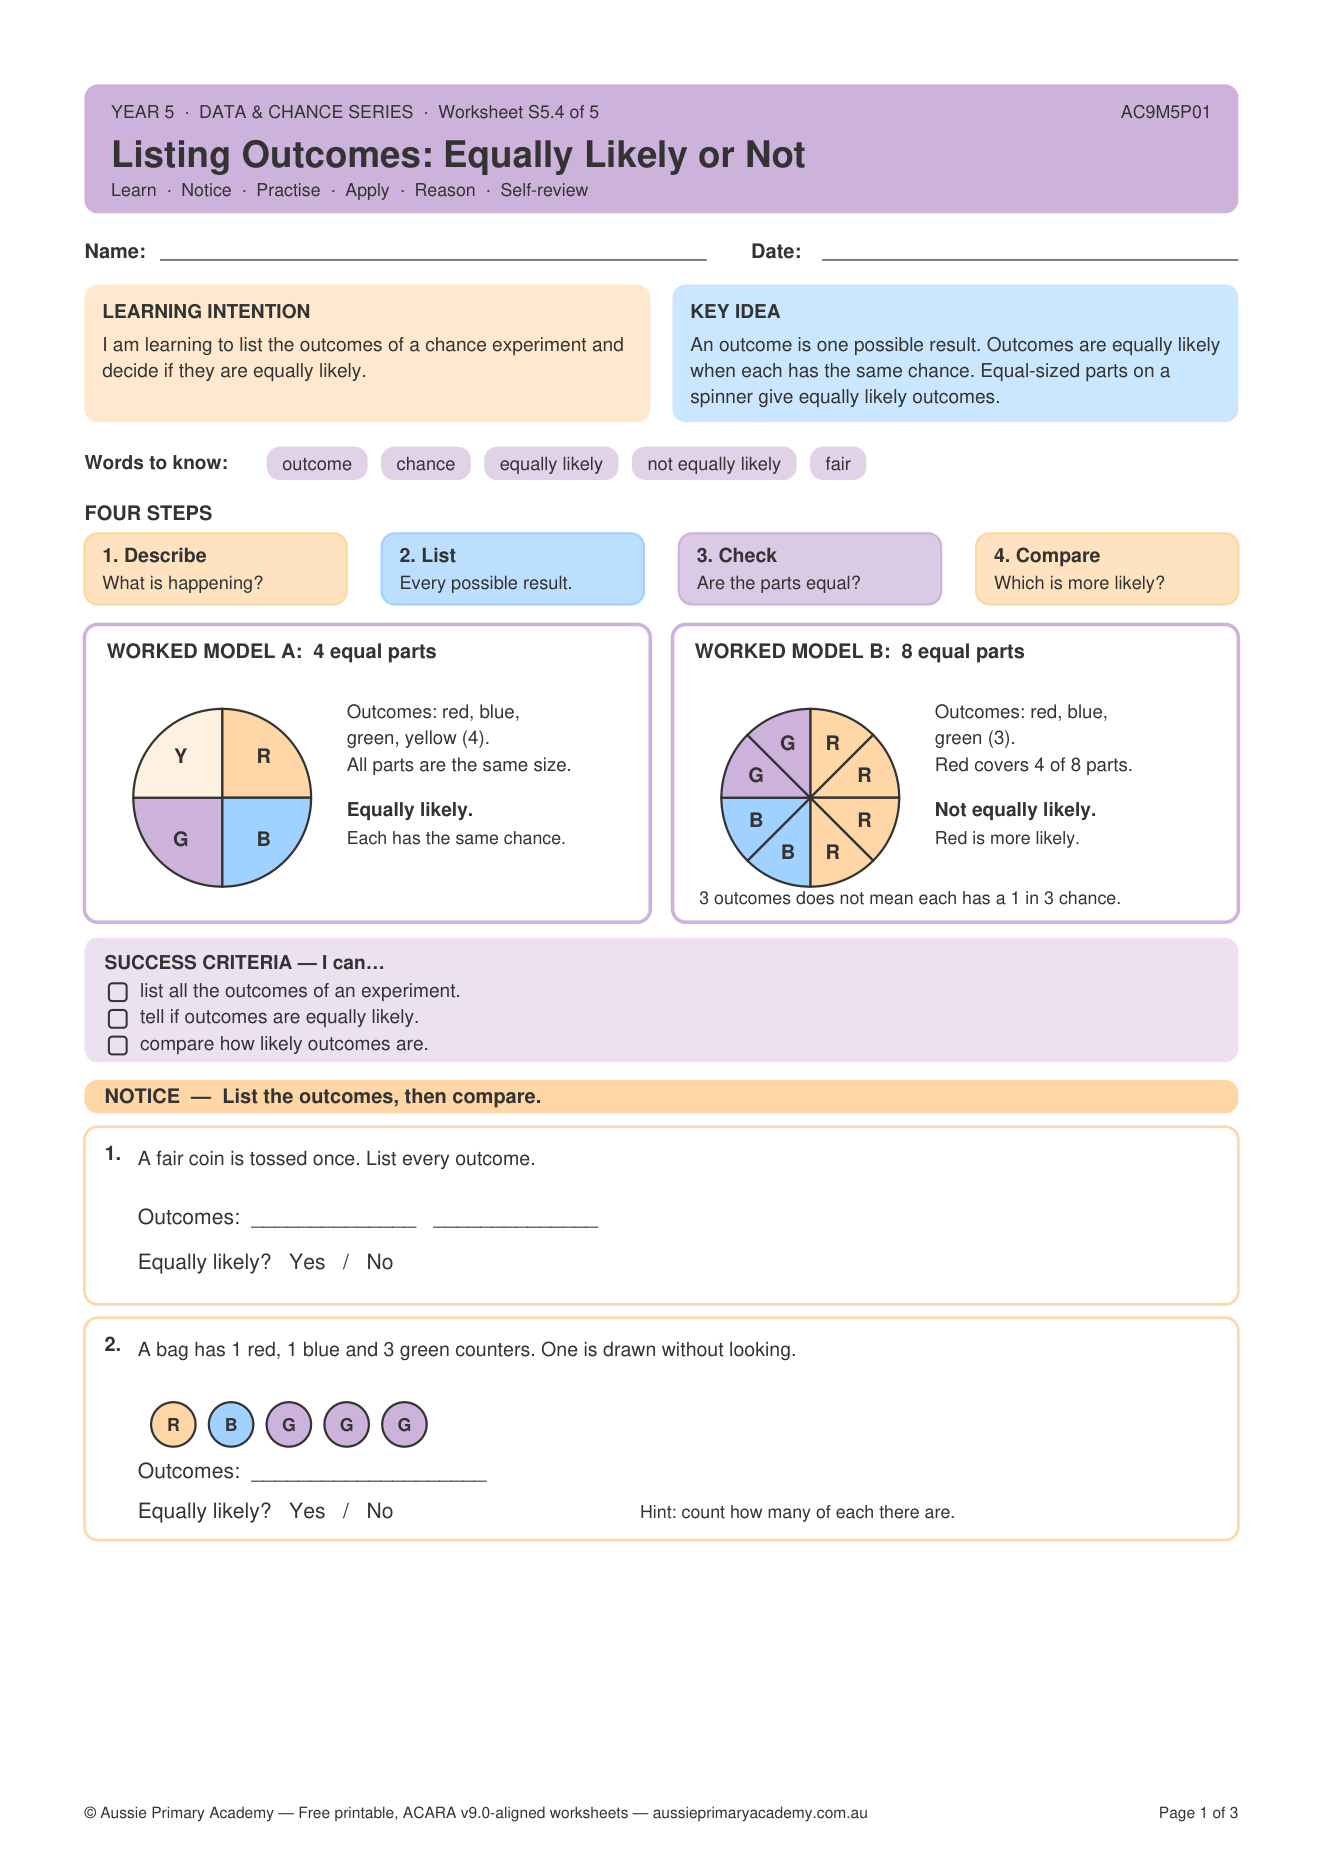 YEAR 5 · DATA & CHANCE SERIES · Worksheet S5.4 of 5
AC9M5P01
Listing Outcomes: Equally Likely or Not
Learn · Notice · Practise · Apply · Reason · Self-review
Name: ____ Date: ____
LEARNING INTENTION
I am learning to list the outcomes of a chance experiment and
decide if they are equally likely.
KEY IDEA
An outcome is one possible result. Outcomes are equally likely
when each has the same chance. Equal-sized parts on a
spinner give equally likely outcomes.
Words to know: outcome chance equally likely not equally likely fair
FOUR STEPS
1. Describe
What is happening?
2. List
Every possible result.
3. Check
Are the parts equal?
4. Compare
Which is more likely?
WORKED MODEL A: 4 equal parts
Y R
G B
Outcomes: red, blue,
green, yellow (4).
All parts are the same size.
Equally likely.
Each has the same chance.
WORKED MODEL B: 8 equal parts
G R
G R
B R
B R
Outcomes: red, blue,
green (3).
Red covers 4 of 8 parts.
Not equally likely.
Red is more likely.
3 outcomes does not mean each has a 1 in 3 chance.
SUCCESS CRITERIA — I can…
list all the outcomes of an experiment.
tell if outcomes are equally likely.
compare how likely outcomes are.
NOTICE — List the outcomes, then compare.
1. A fair coin is tossed once. List every outcome.
Outcomes: ______________ ______________
Equally likely? Yes / No
2. A bag has 1 red, 1 blue and 3 green counters. One is drawn without looking.
R B G G G
Outcomes: ____________________
Equally likely? Yes / No
Hint: count how many of each there are.
© Aussie Primary Academy — Free printable, ACARA v9.0-aligned worksheets — aussieprimaryacademy.com.au
Page 1 of 3